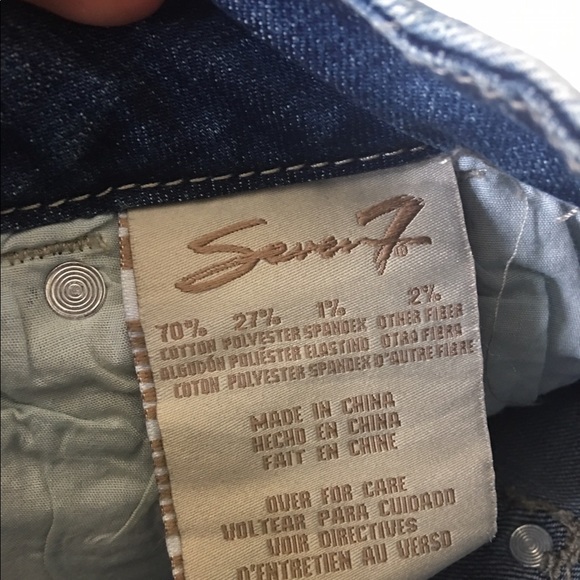 Seven7®
70% 27% 1% 2%
COTTON POLYESTER SPANDEX OTHER FIBER
ALGODÓN POLIÉSTER ELASTINO OTRA FIBRA
COTON POLYESTER SPANDEX D'AUTRE FIBRE
MADE IN CHINA
HECHO EN CHINA
FAIT EN CHINE
OVER FOR CARE
VOLTEAR PARA CUIDADO
VOIR DIRECTIVES
D'ENTRETIEN AU VERSO